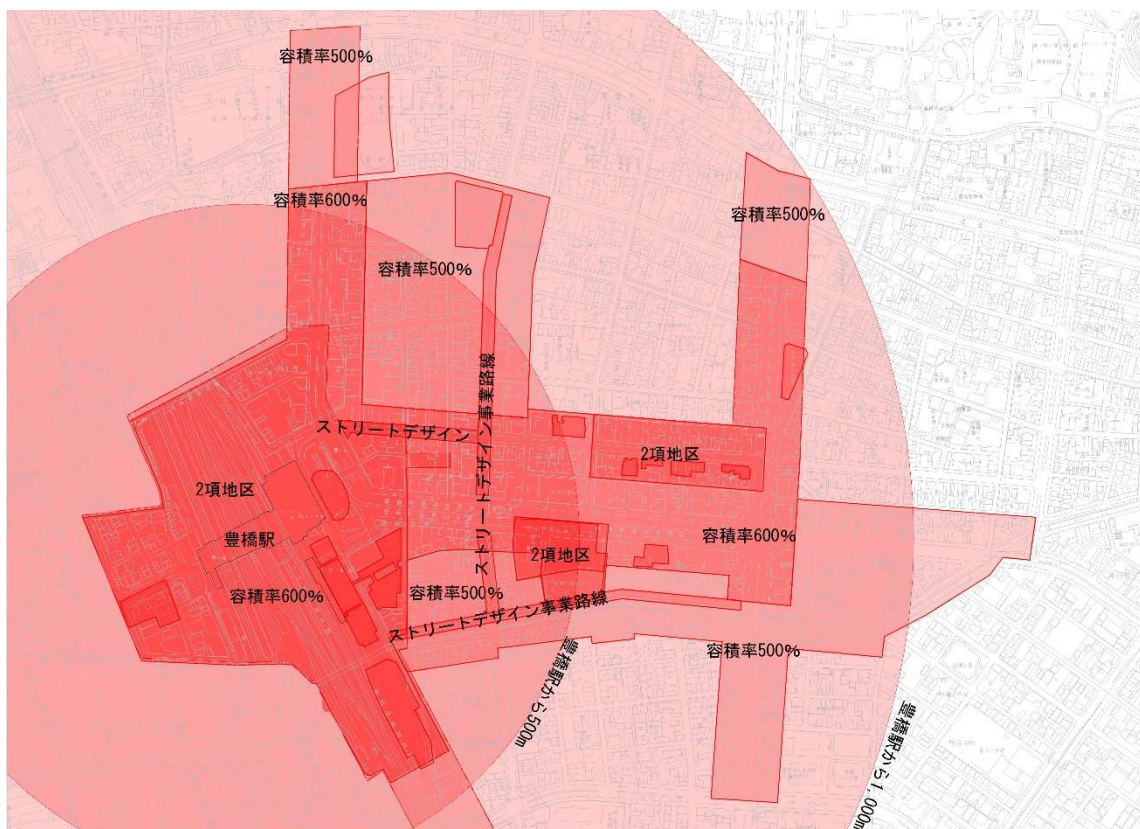 容積率500%
容積率600%
容積率500%
容積率500%
ストリートデザイン事業路線
ストリートデザイン
2項地区
2項地区
豊橋駅
容積率600%
容積率500%
2項地区
容積率600%
ストリートデザイン事業路線
容積率500%
豊橋駅から500m
豊橋駅から1,000m